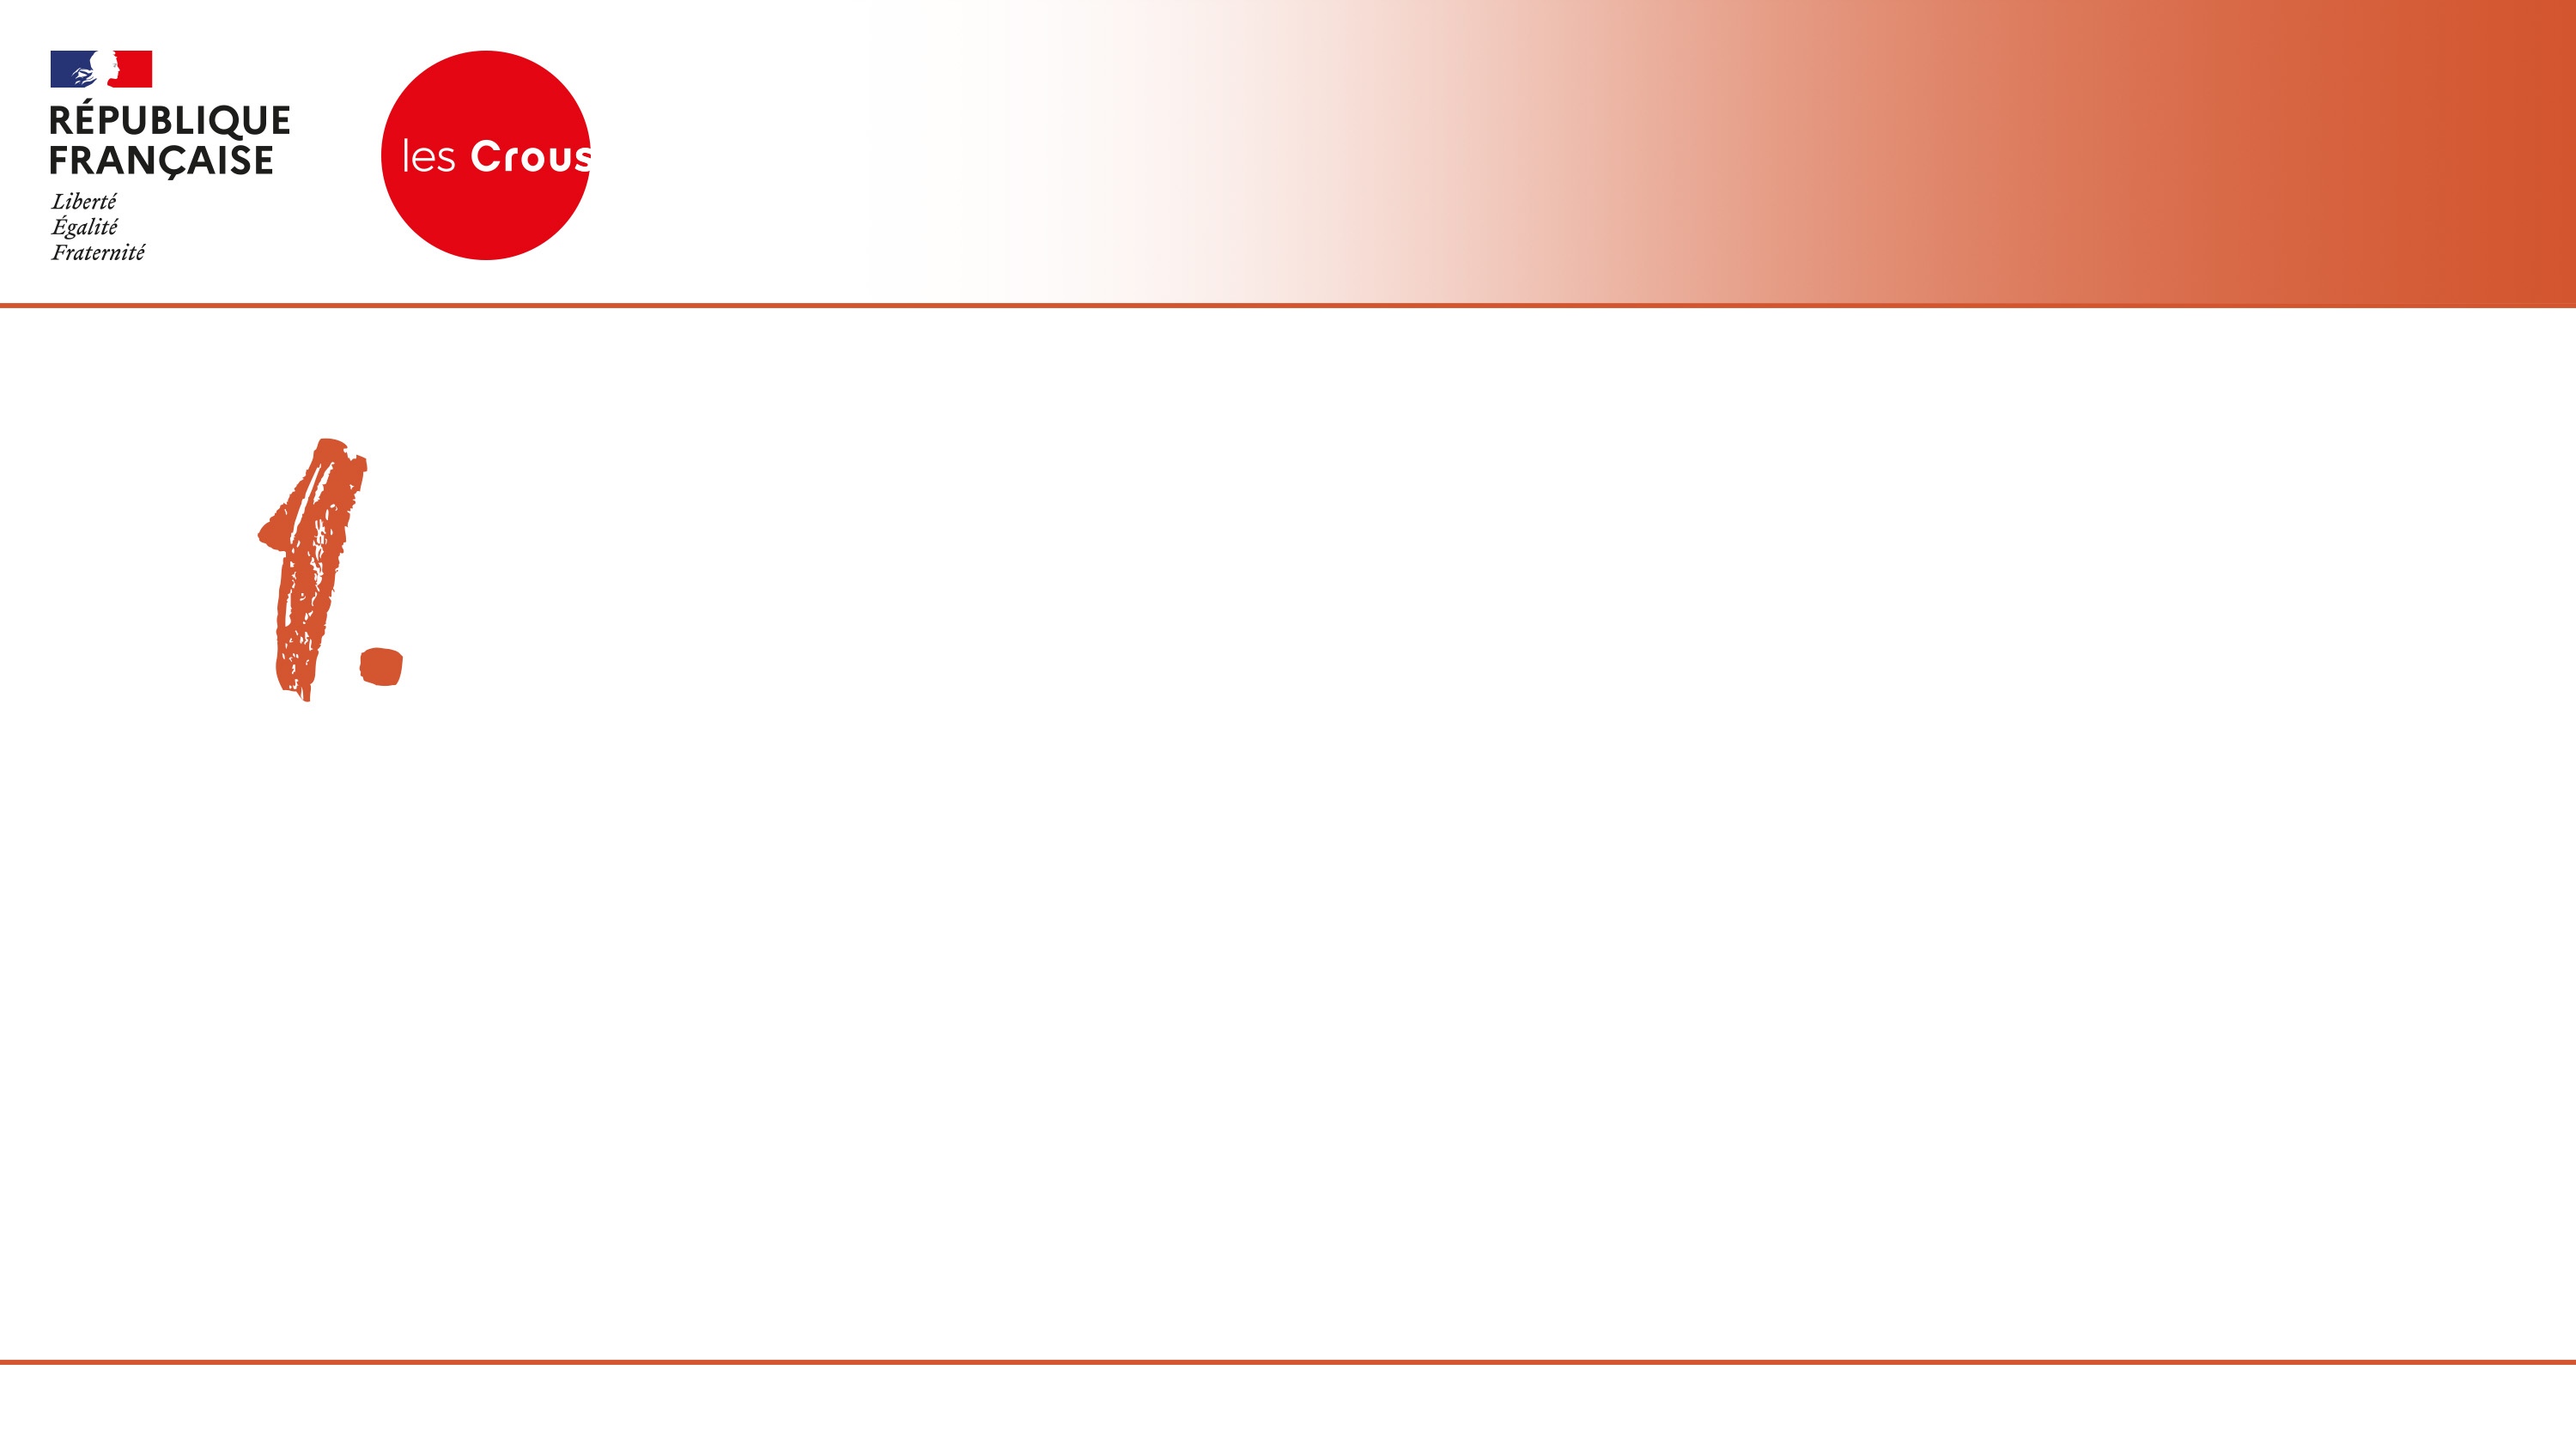 RÉPUBLIQUE
FRANÇAISE
Liberté
Égalité
Fraternité
les Crous
1.